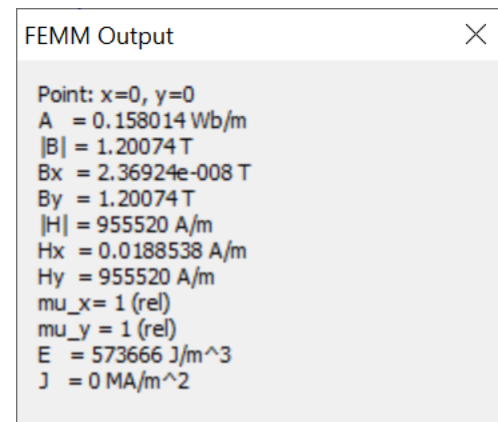 FEMM Output
Point: x=0, y=0
A = 0.158014 Wb/m
|B| = 1.20074 T
Bx = 2.36924e-008 T
By = 1.20074 T
|H| = 955520 A/m
Hx = 0.0188538 A/m
Hy = 955520 A/m
mu_x= 1 (rel)
mu_y = 1 (rel)
E = 573666 J/m^3
J = 0 MA/m^2